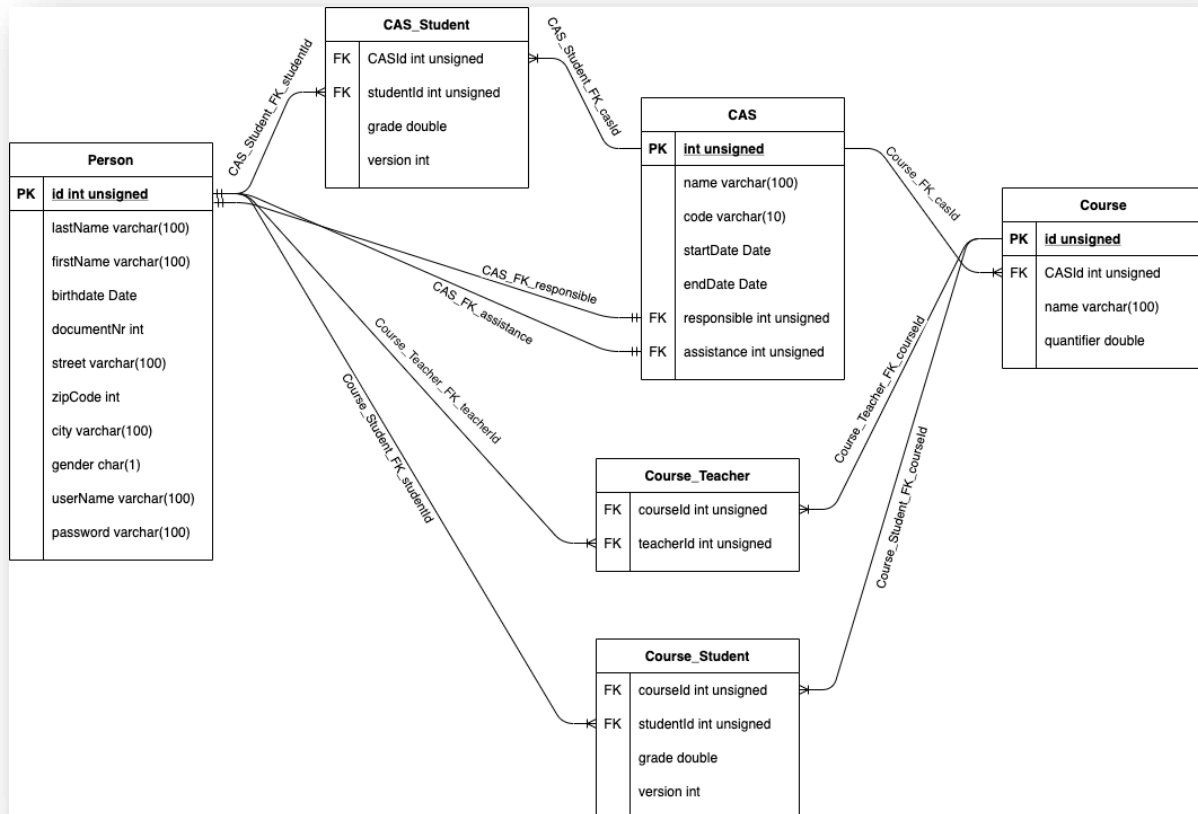 CAS_Student
FK CASId int unsigned
FK studentId int unsigned
grade double
version int
CAS_Student_FK_studentId
CAS_Student_FK_casId
Person
PK id int unsigned
lastName varchar(100)
firstName varchar(100)
birthdate Date
documentNr int
street varchar(100)
zipCode int
city varchar(100)
gender char(1)
userName varchar(100)
password varchar(100)
CAS
PK int unsigned
name varchar(100)
code varchar(10)
startDate Date
endDate Date
FK responsible int unsigned
FK assistance int unsigned
Course_FK_casId
Course
PK id unsigned
FK CASId int unsigned
name varchar(100)
quantifier double
CAS_FK_responsible
CAS_FK_assistance
Course_Teacher_FK_teacherId
Course_Student_FK_studentId
Course_Teacher_FK_courseId
Course_Student_FK_courseId
Course_Teacher
FK courseId int unsigned
FK teacherId int unsigned
Course_Student
FK courseId int unsigned
FK studentId int unsigned
grade double
version int